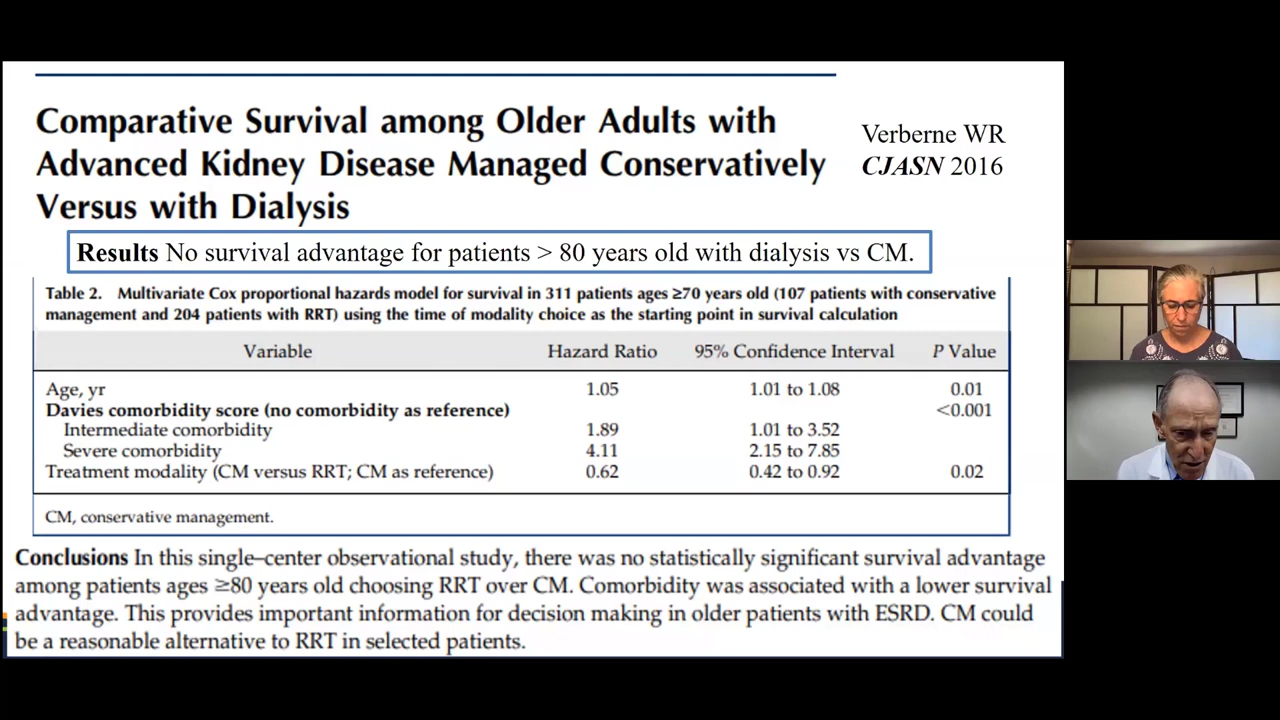 Comparative Survival among Older Adults with
Advanced Kidney Disease Managed Conservatively
Versus with Dialysis
Verberne WR
CJASN 2016
Results No survival advantage for patients > 80 years old with dialysis vs CM.
Table 2. Multivariate Cox proportional hazards model for survival in 311 patients ages ≥70 years old (107 patients with conservative
management and 204 patients with RRT) using the time of modality choice as the starting point in survival calculation
Variable Hazard Ratio 95% Confidence Interval P Value
Age, yr 1.05 1.01 to 1.08 0.01
Davies comorbidity score (no comorbidity as reference) <0.001
Intermediate comorbidity 1.89 1.01 to 3.52
Severe comorbidity 4.11 2.15 to 7.85
Treatment modality (CM versus RRT; CM as reference) 0.62 0.42 to 0.92 0.02
CM, conservative management.
Conclusions In this single–center observational study, there was no statistically significant survival advantage
among patients ages ≥80 years old choosing RRT over CM. Comorbidity was associated with a lower survival
advantage. This provides important information for decision making in older patients with ESRD. CM could
be a reasonable alternative to RRT in selected patients.